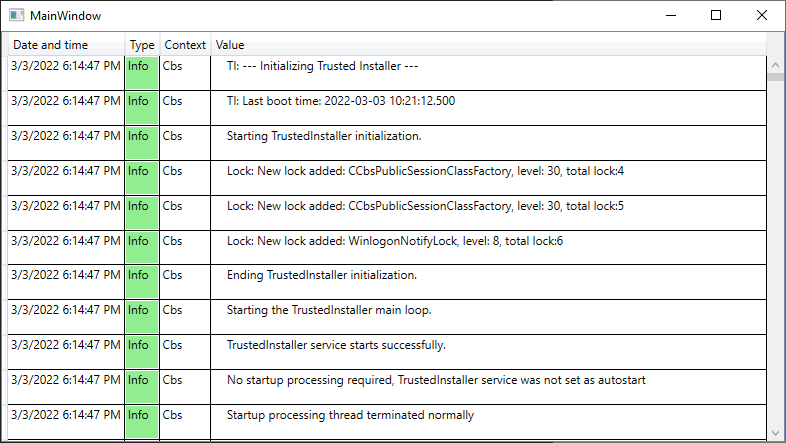 MainWindow
Date and time Type Context Value
3/3/2022 6:14:47 PM Info Cbs TI: --- Initializing Trusted Installer ---
3/3/2022 6:14:47 PM Info Cbs TI: Last boot time: 2022-03-03 10:21:12.500
3/3/2022 6:14:47 PM Info Cbs Starting TrustedInstaller initialization.
3/3/2022 6:14:47 PM Info Cbs Lock: New lock added: CCbsPublicSessionClassFactory, level: 30, total lock:4
3/3/2022 6:14:47 PM Info Cbs Lock: New lock added: CCbsPublicSessionClassFactory, level: 30, total lock:5
3/3/2022 6:14:47 PM Info Cbs Lock: New lock added: WinlogonNotifyLock, level: 8, total lock:6
3/3/2022 6:14:47 PM Info Cbs Ending TrustedInstaller initialization.
3/3/2022 6:14:47 PM Info Cbs Starting the TrustedInstaller main loop.
3/3/2022 6:14:47 PM Info Cbs TrustedInstaller service starts successfully.
3/3/2022 6:14:47 PM Info Cbs No startup processing required, TrustedInstaller service was not set as autostart
3/3/2022 6:14:47 PM Info Cbs Startup processing thread terminated normally